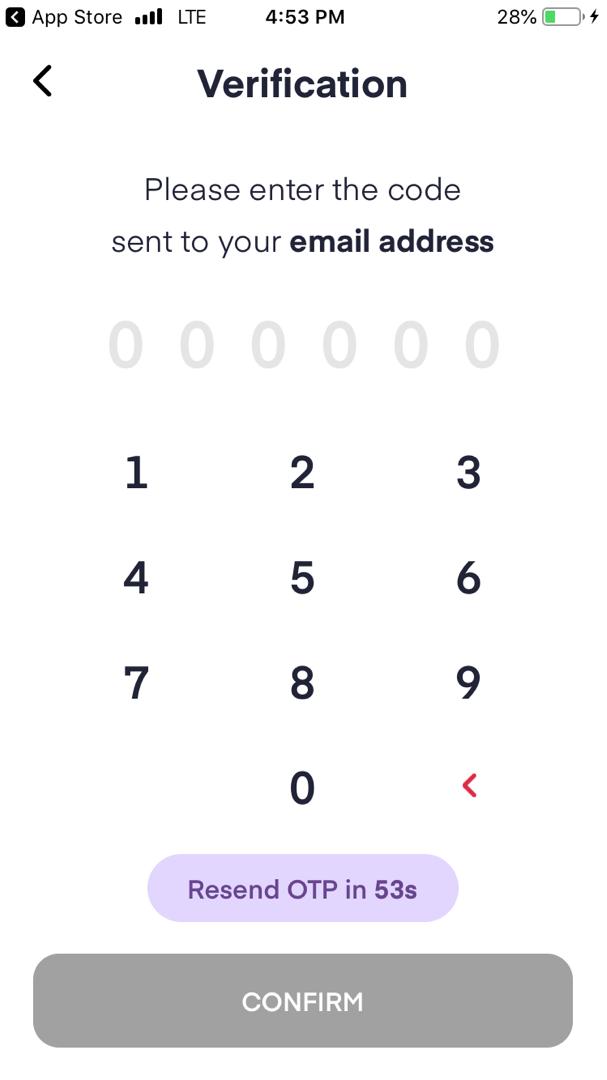 App Store LTE 4:53 PM 28%
Verification
Please enter the code
sent to your email address
0 0 0 0 0 0
1 2 3
4 5 6
7 8 9
0
Resend OTP in 53s
CONFIRM